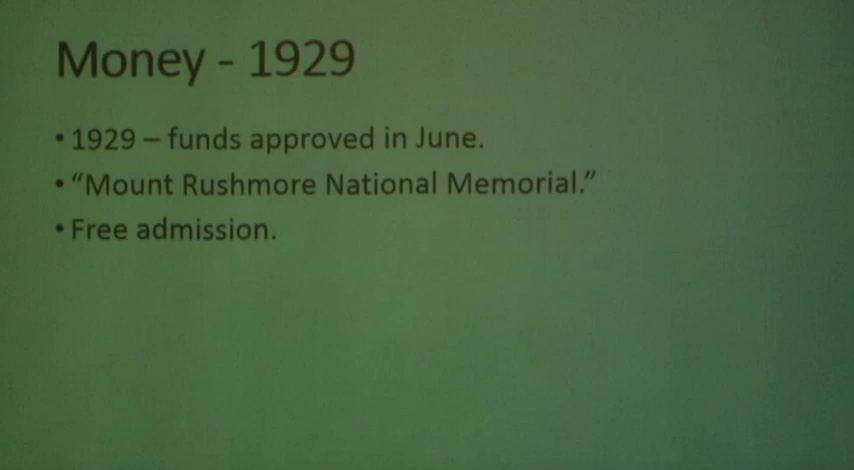 Money - 1929
• 1929 – funds approved in June.
• “Mount Rushmore National Memorial.”
• Free admission.